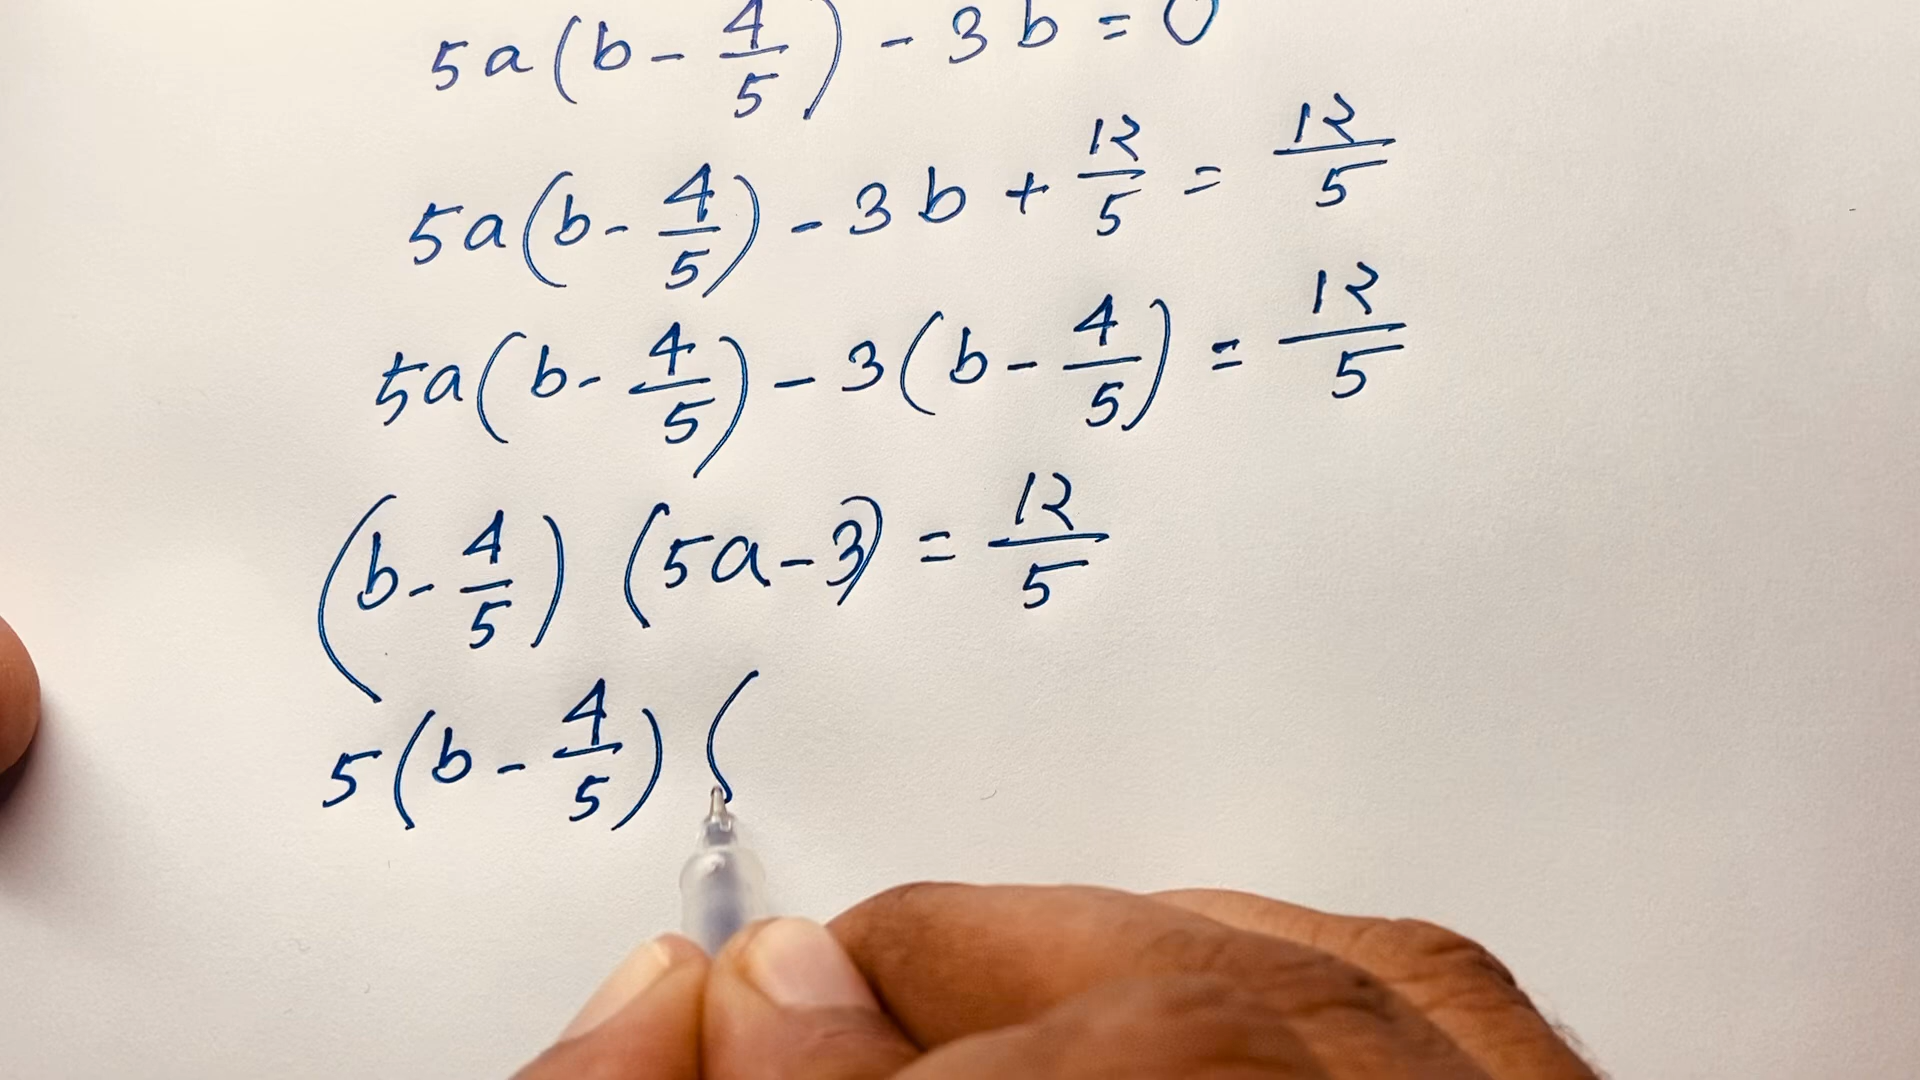 5a(b - 4/5) - 3b = 0
5a(b - 4/5) - 3b + 12/5 = 12/5
5a(b - 4/5) - 3(b - 4/5) = 12/5
(b - 4/5) (5a - 3) = 12/5
5(b - 4/5) (